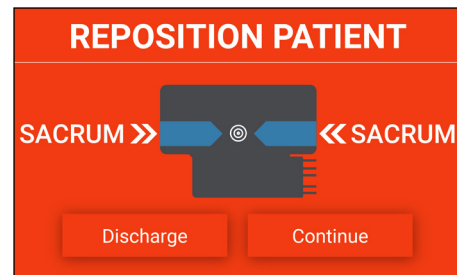 REPOSITION PATIENT
SACRUM » « SACRUM
Discharge Continue